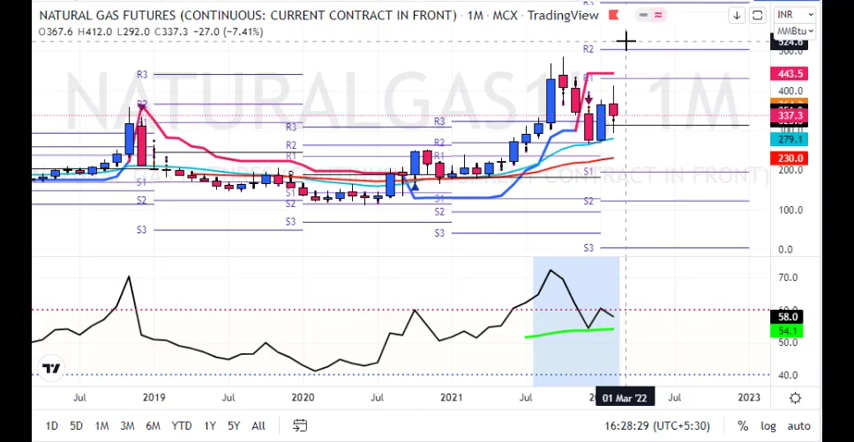 NATURAL GAS FUTURES (CONTINUOUS: CURRENT CONTRACT IN FRONT) · 1M · MCX · TradingView
O367.6 H412.0 L292.0 C337.3 −27.0 (−7.41%)
INR
MMBtu
NATURALGAS1! 1M
CONTRACT IN FRONT)
R3
R2
R3
R3
R2
R2
R1
R1
S1
S1
S1
S2
S2
S2
S3
S3
S3
S1
S2
S3
443.5
400.0
337.3
300.0
279.1
230.0
200.0
100.0
0.0
70.0
60.0
58.0
54.1
50.0
40.0
Jul 2019 Jul 2020 Jul 2021 Jul 01 Mar '22 Jul 2023
1D 5D 1M 3M 6M YTD 1Y 5Y All 16:28:29 (UTC+5:30) % log auto